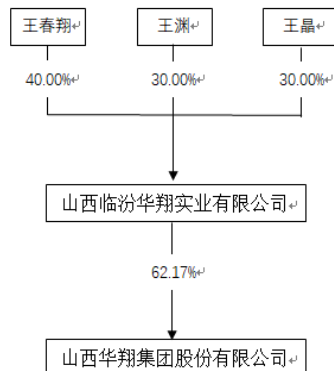 王春翔 王渊 王晶
40.00% 30.00% 30.00%
山西临汾华翔实业有限公司
62.17%
山西华翔集团股份有限公司